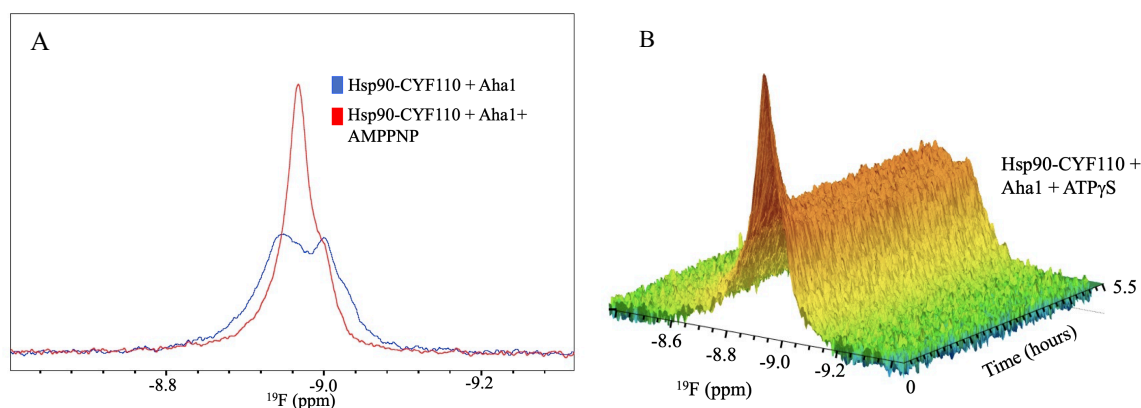 A
Hsp90-CYF110 + Aha1
Hsp90-CYF110 + Aha1+
AMPPNP
-8.8
-9.0
-9.2
¹⁹F (ppm)
B
Hsp90-CYF110 +
Aha1 + ATPγS
-8.6
-8.8
-9.0
-9.2
¹⁹F (ppm)
0
Time (hours)
5.5